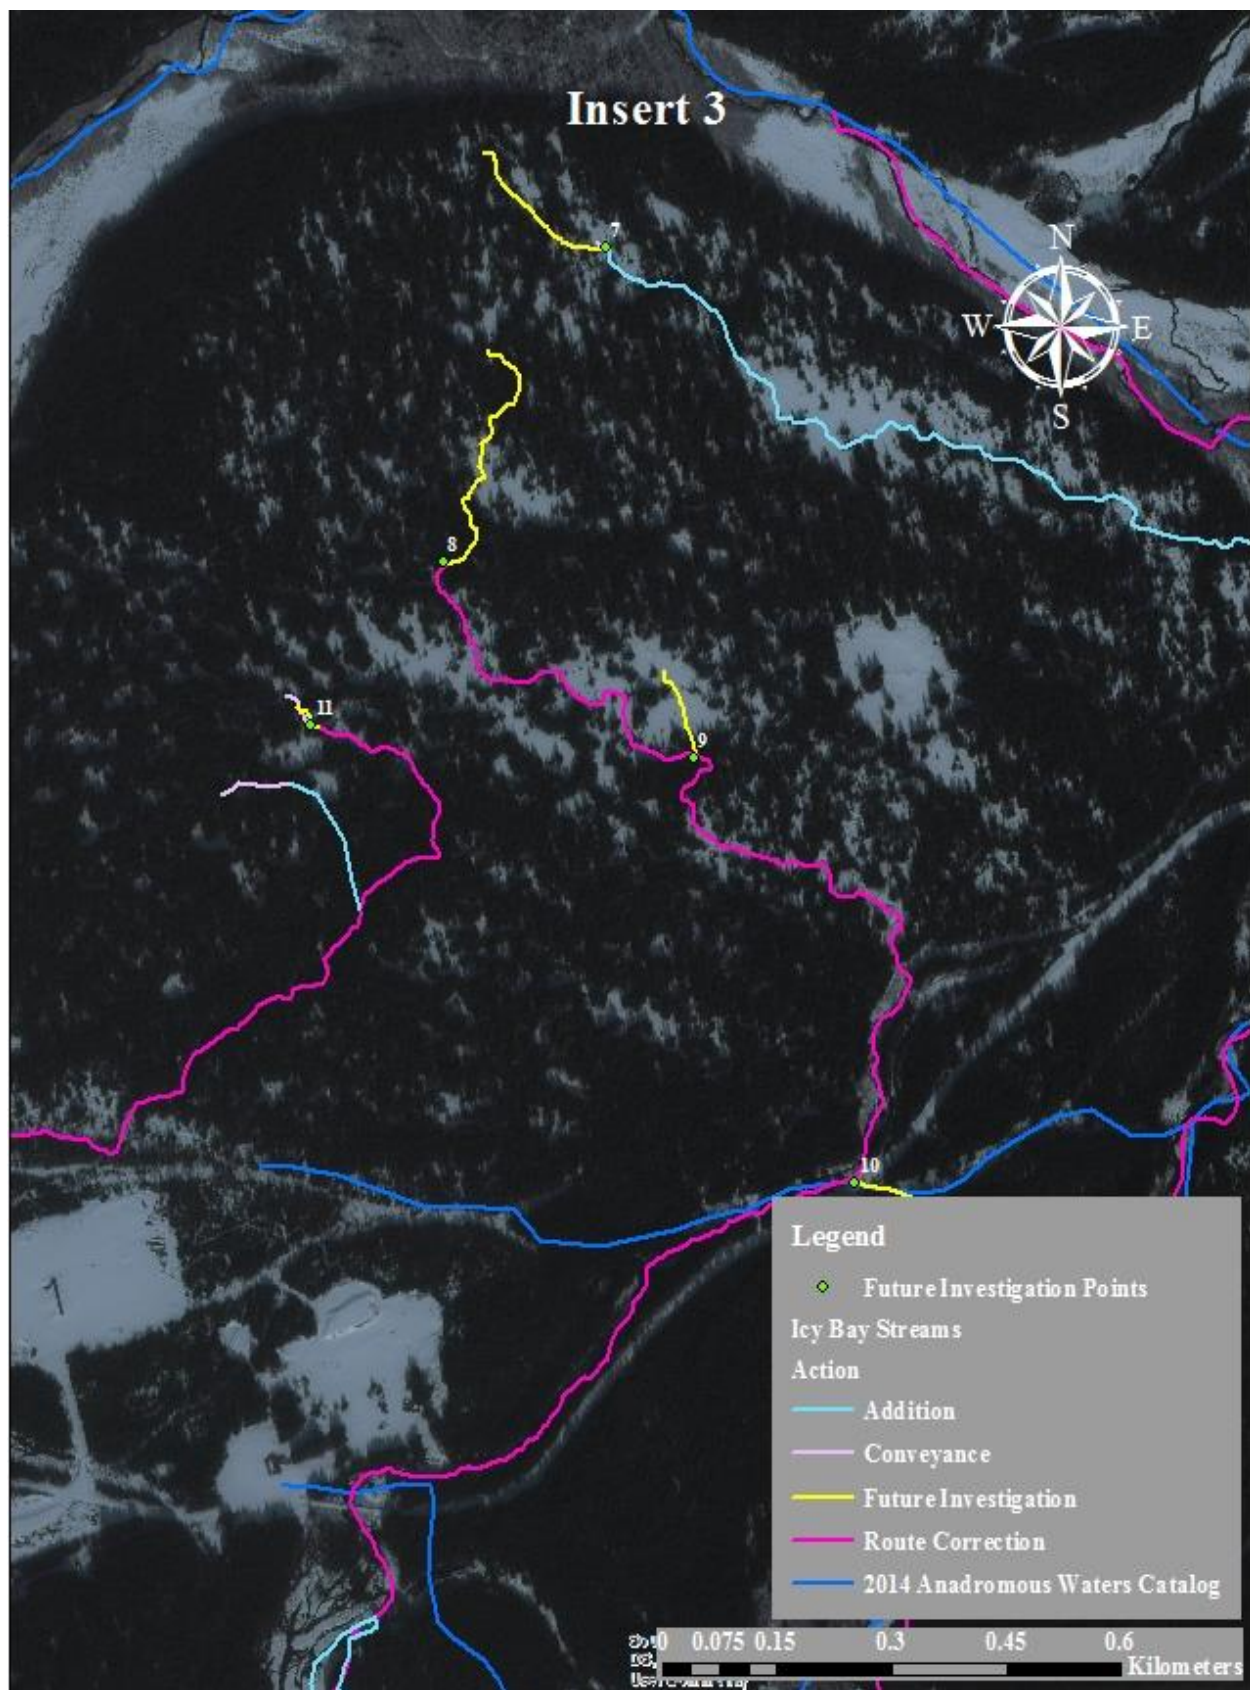 Insert 3
7
N
W E
S
8
11
9
10
Legend
Future Investigation Points
Icy Bay Streams
Action
Addition
Conveyance
Future Investigation
Route Correction
2014 Anadromous Waters Catalog
0 0.075 0.15 0.3 0.45 0.6
Kilometers